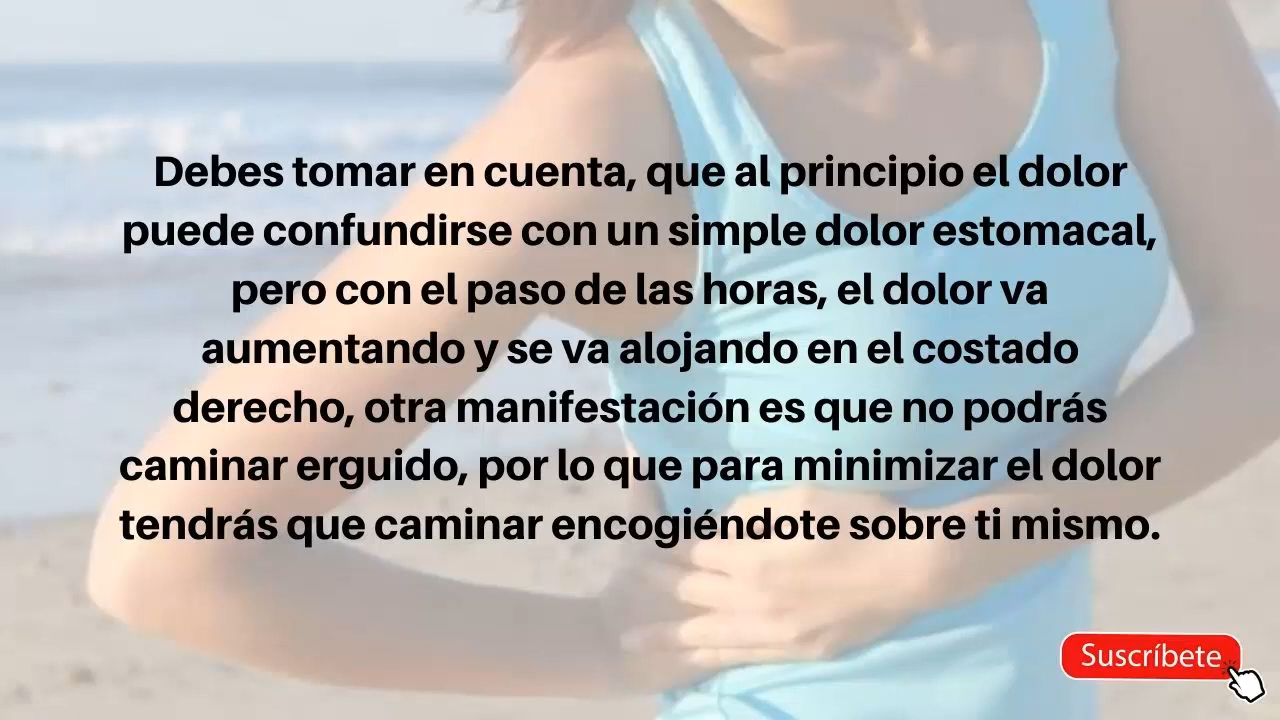 Debes tomar en cuenta, que al principio el dolor
puede confundirse con un simple dolor estomacal,
pero con el paso de las horas, el dolor va
aumentando y se va alojando en el costado
derecho, otra manifestación es que no podrás
caminar erguido, por lo que para minimizar el dolor
tendrás que caminar encogiéndote sobre ti mismo.
Suscríbete